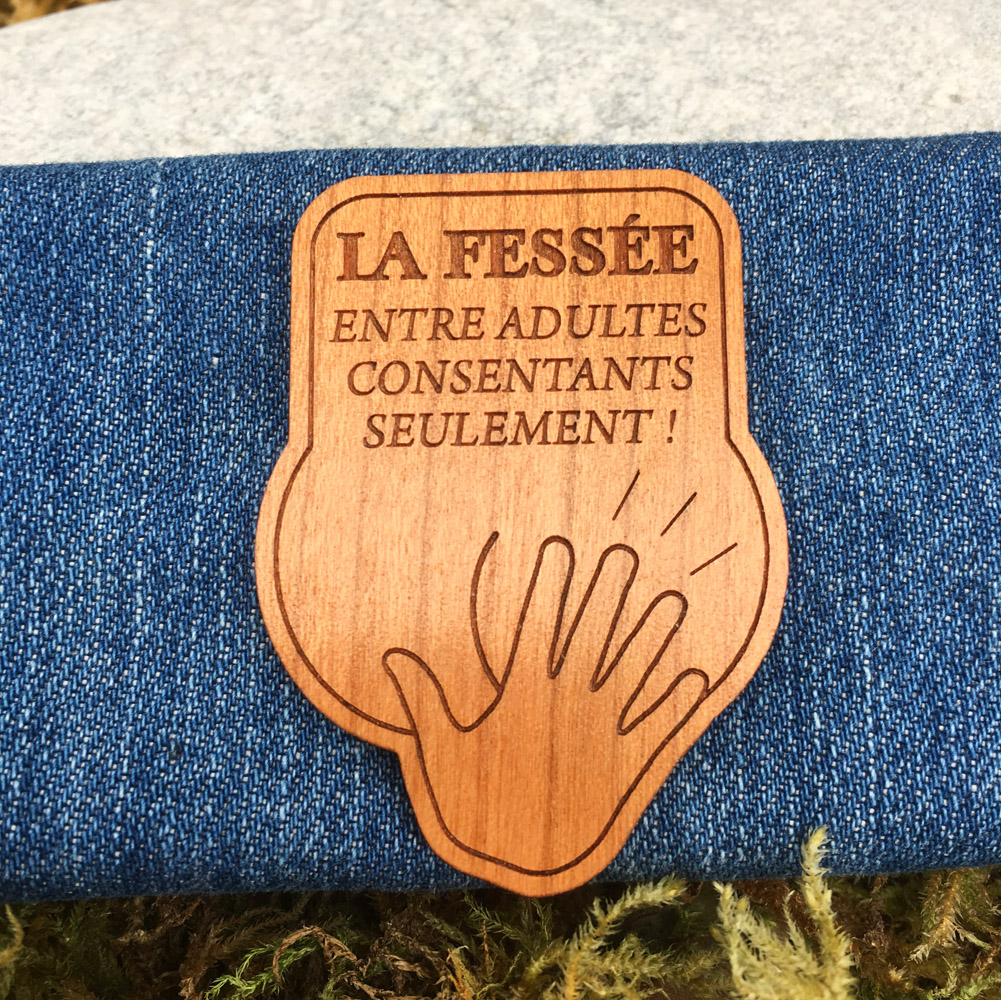 LA FESSÉE
ENTRE ADULTES
CONSENTANTS
SEULEMENT !